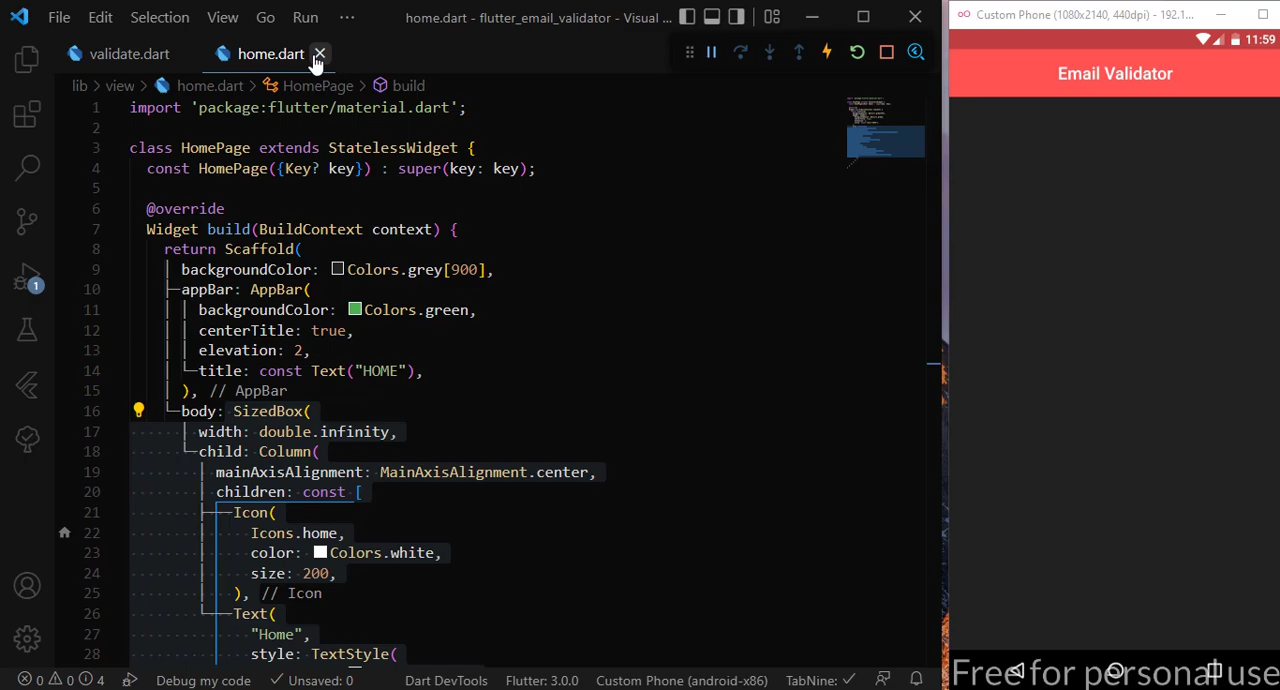 File Edit Selection View Go Run ··· home.dart - flutter_email_validator - Visual ...
validate.dart home.dart
lib > view > home.dart > HomePage > build
1 import 'package:flutter/material.dart';
2
3 class HomePage extends StatelessWidget {
4 const HomePage({Key? key}) : super(key: key);
5
6 @override
7 Widget build(BuildContext context) {
8 return Scaffold(
9 backgroundColor: Colors.grey[900],
10 appBar: AppBar(
11 backgroundColor: Colors.green,
12 centerTitle: true,
13 elevation: 2,
14 title: const Text("HOME"),
15 ), // AppBar
16 body: SizedBox(
17 width: double.infinity,
18 child: Column(
19 mainAxisAlignment: MainAxisAlignment.center,
20 children: const [
21 Icon(
22 Icons.home,
23 color: Colors.white,
24 size: 200,
25 ), // Icon
26 Text(
27 "Home",
28 style: TextStyle(
1
0 0 4 Debug my code Unsaved: 0 Dart DevTools Flutter: 3.0.0 Custom Phone (android-x86) TabNine:
Custom Phone (1080x2140, 440dpi) - 192.1...
11:59
Email Validator
Free for personal use